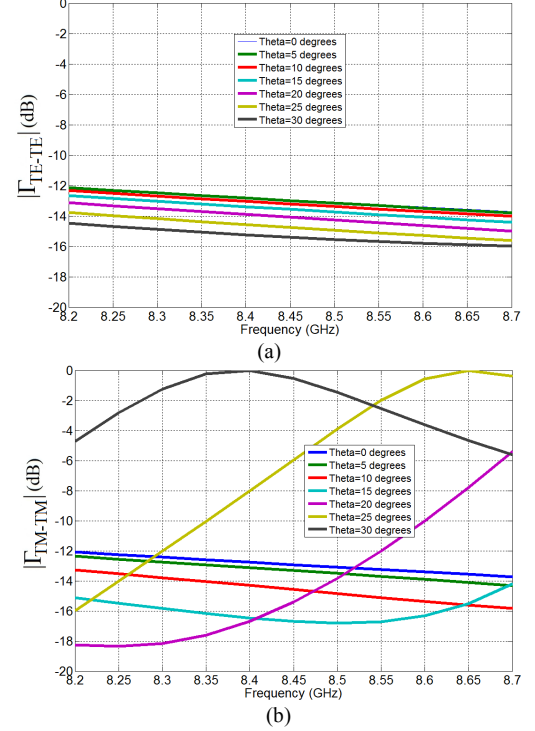 0
-2
-4
-6
-8
-10
-12
-14
-16
-18
-20
|ΓTE-TE| (dB)
Theta=0 degrees
Theta=5 degrees
Theta=10 degrees
Theta=15 degrees
Theta=20 degrees
Theta=25 degrees
Theta=30 degrees
8.2 8.25 8.3 8.35 8.4 8.45 8.5 8.55 8.6 8.65 8.7
Frequency (GHz)
(a)
0
-2
-4
-6
-8
-10
-12
-14
-16
-18
-20
|ΓTM-TM| (dB)
Theta=0 degrees
Theta=5 degrees
Theta=10 degrees
Theta=15 degrees
Theta=20 degrees
Theta=25 degrees
Theta=30 degrees
8.2 8.25 8.3 8.35 8.4 8.45 8.5 8.55 8.6 8.65 8.7
Frequency (GHz)
(b)